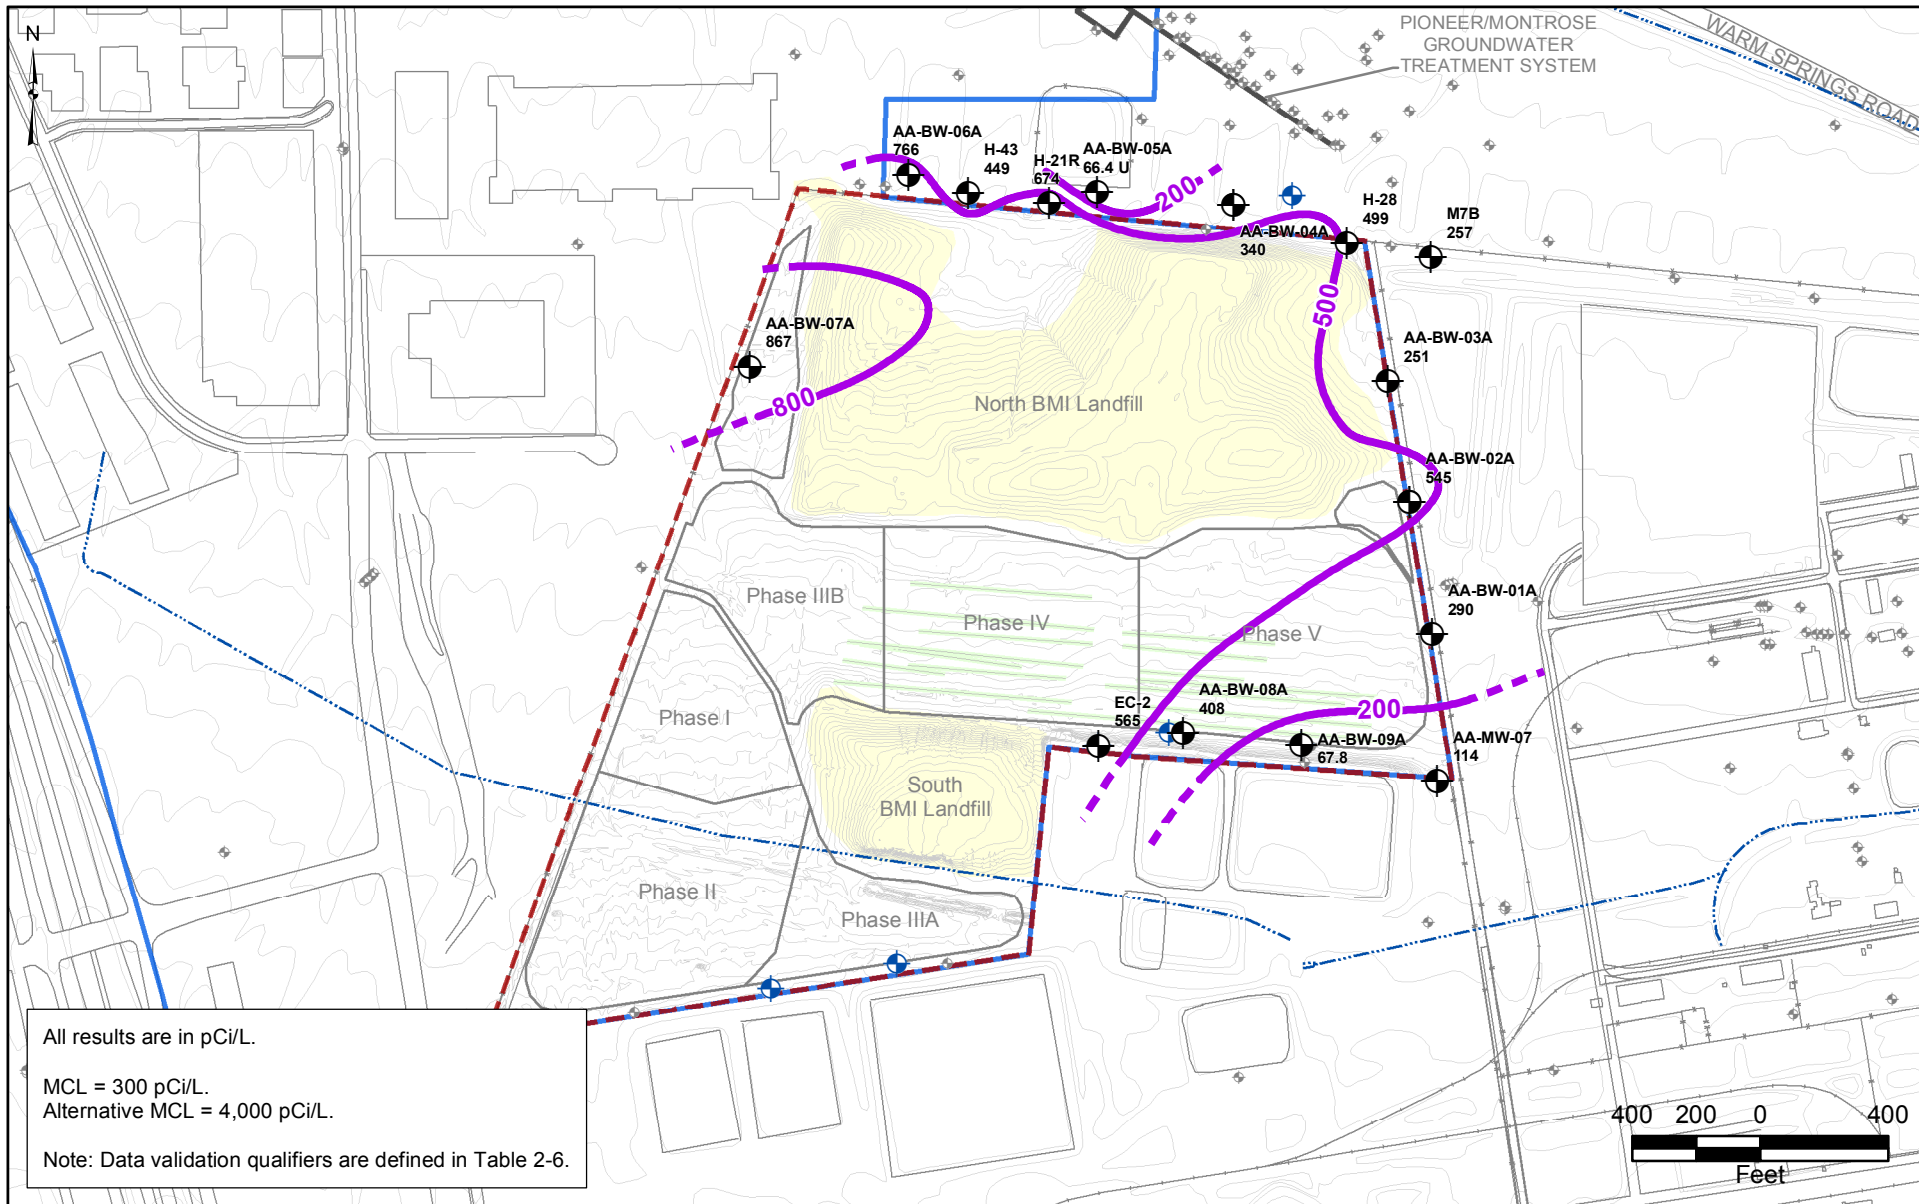 N
PIONEER/MONTROSE
GROUNDWATER
TREATMENT SYSTEM
WARM SPRINGS ROAD
AA-BW-06A
766
H-43
449
H-21R
674
AA-BW-05A
66.4 U
200
AA-BW-04A
340
H-28
499
M7B
257
500
AA-BW-03A
251
AA-BW-07A
867
800
North BMI Landfill
AA-BW-02A
545
AA-BW-01A
290
Phase IIIB
Phase IV
Phase V
Phase I
EC-2
565
AA-BW-08A
408
200
AA-BW-09A
67.8
AA-MW-07
114
South
BMI Landfill
Phase II
Phase IIIA
All results are in pCi/L.
MCL = 300 pCi/L.
Alternative MCL = 4,000 pCi/L.
Note: Data validation qualifiers are defined in Table 2-6.
400 200 0 400
Feet